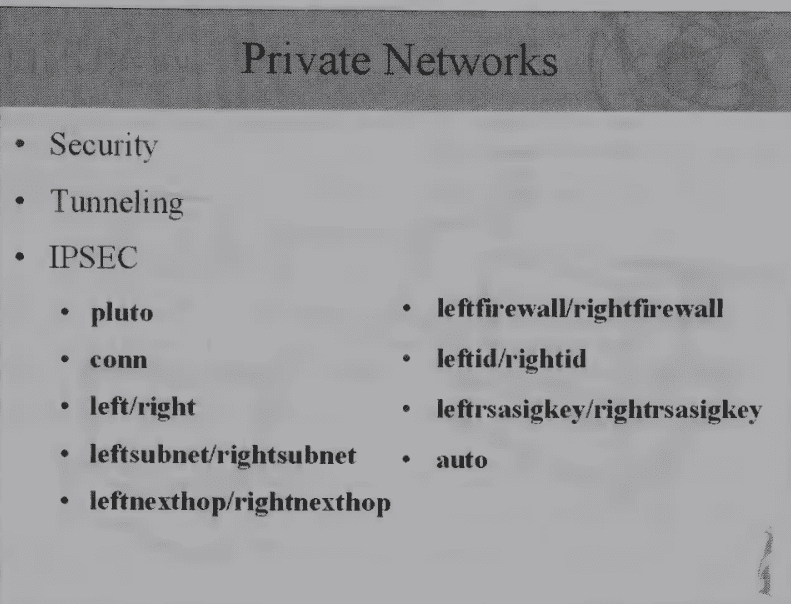 Private Networks
• Security
• Tunneling
• IPSEC
• pluto
• conn
• left/right
• leftsubnet/rightsubnet
• leftnexthop/rightnexthop
• leftfirewall/rightfirewall
• leftid/rightid
• leftrsasigkey/rightrsasigkey
• auto